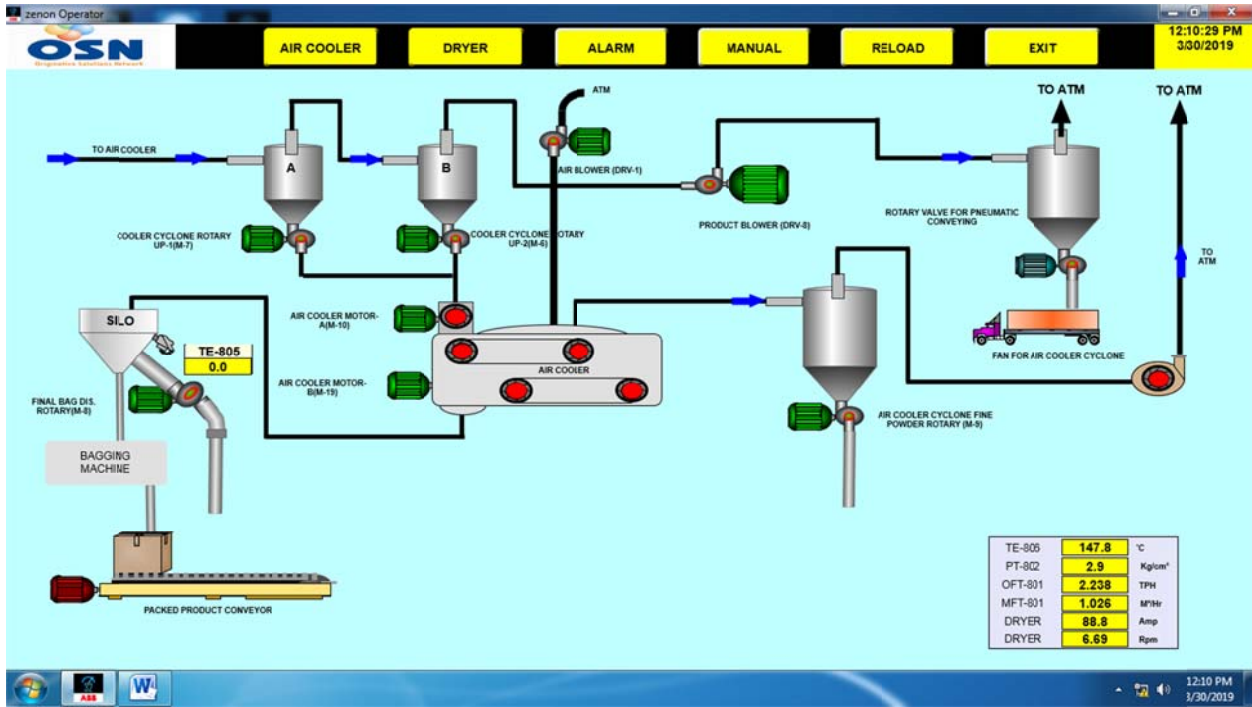 zenon Operator
OSN
Originative Solutions Network
AIR COOLER
DRYER
ALARM
MANUAL
RELOAD
EXIT
12:10:29 PM
3/30/2019
ATM
TO ATM
TO ATM
TO AIR COOLER
A
B
AIR BLOWER (DRV-1)
PRODUCT BLOWER (DRV-8)
ROTARY VALVE FOR PNEUMATIC
CONVEYING
COOLER CYCLONE ROTARY
UP-1(M-7)
COOLER CYCLONE ROTARY
UP-2(M-6)
TO
ATM
SILO
TE-805
0.0
AIR COOLER MOTOR-
A(M-10)
AIR COOLER
AIR COOLER MOTOR-
B(M-19)
FAN FOR AIR COOLER CYCLONE
FINAL BAG DIS.
ROTARY(M-8)
AIR COOLER CYCLONE FINE
POWDER ROTARY (M-9)
BAGGING
MACHINE
PACKED PRODUCT CONVEYOR
TE-806 147.8 °C
PT-802 2.9 Kg/cm²
OFT-801 2.238 TPH
MFT-801 1.026 M³/Hr
DRYER 88.8 Amp
DRYER 6.69 Rpm
ABB
W
12:10 PM
3/30/2019